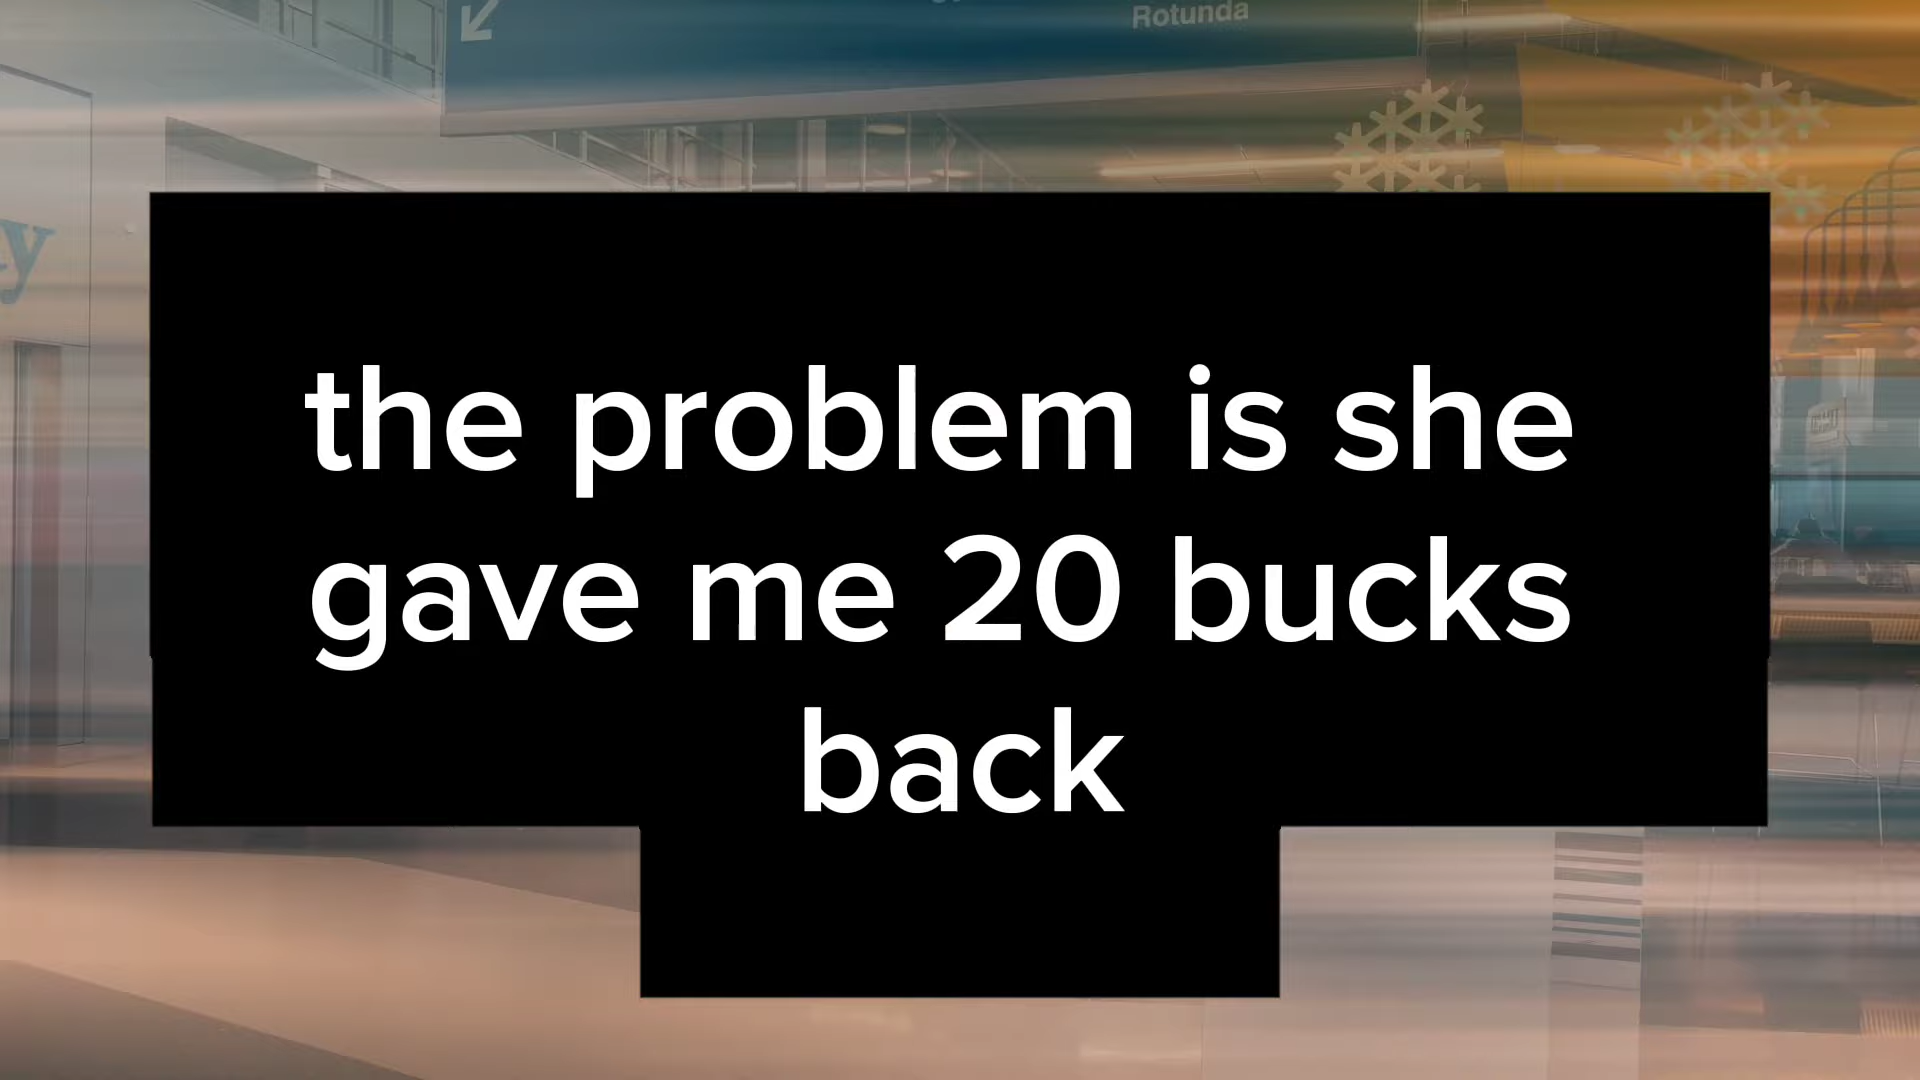 Rotunda
y
the problem is she
gave me 20 bucks
back